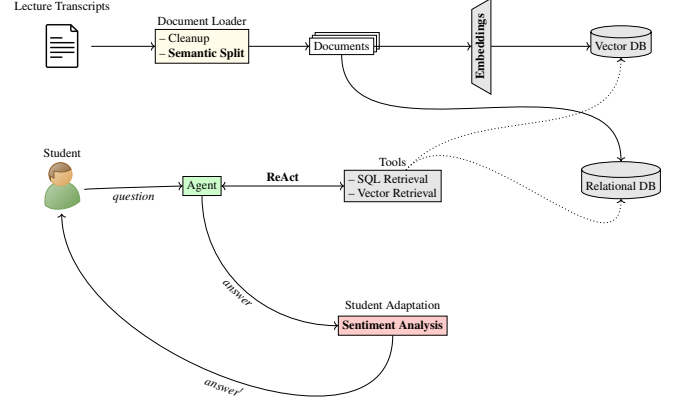 Lecture Transcripts
Document Loader
– Cleanup
– Semantic Split
Documents
Embeddings
Vector DB
Student
question
Agent
ReAct
Tools
– SQL Retrieval
– Vector Retrieval
Relational DB
answer
Student Adaptation
Sentiment Analysis
answer′